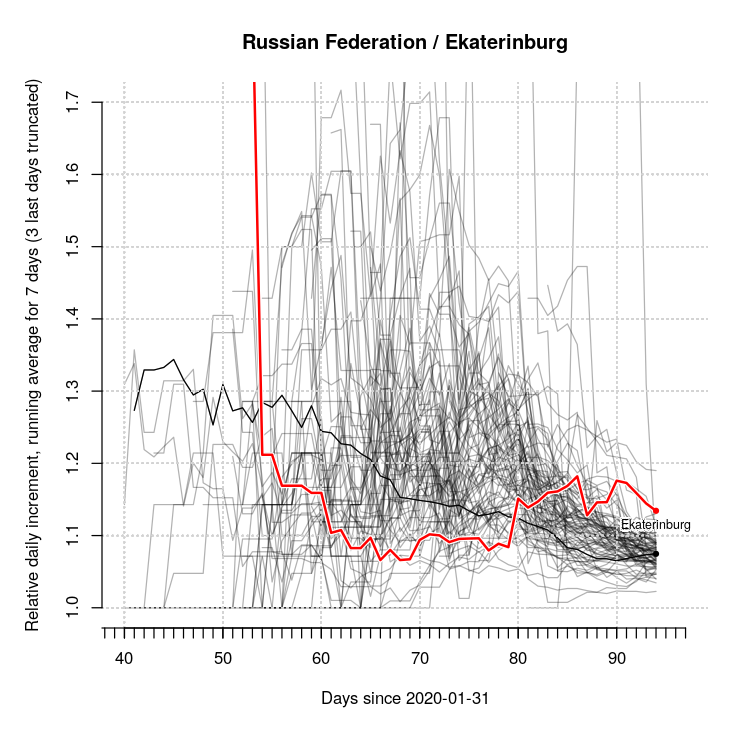 Russian Federation / Ekaterinburg
Relative daily increment, running average for 7 days (3 last days truncated)
1.7
1.6
1.5
1.4
1.3
1.2
1.1
1.0
Ekaterinburg
40 50 60 70 80 90
Days since 2020-01-31